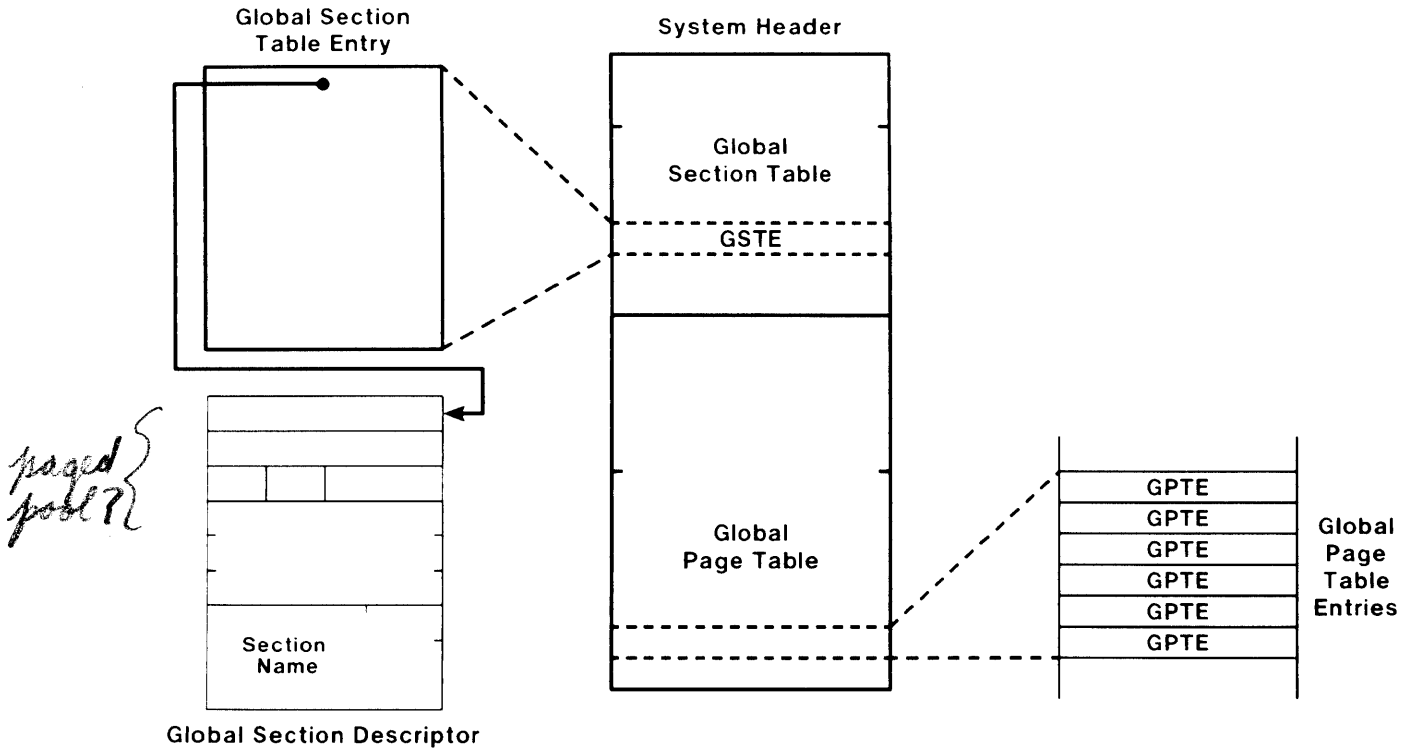 Global Section
Table Entry
System Header
Global
Section Table
GSTE
paged
pool?
Global
Page Table
GPTE
GPTE
GPTE
GPTE
GPTE
GPTE
Global
Page
Table
Entries
Section
Name
Global Section Descriptor